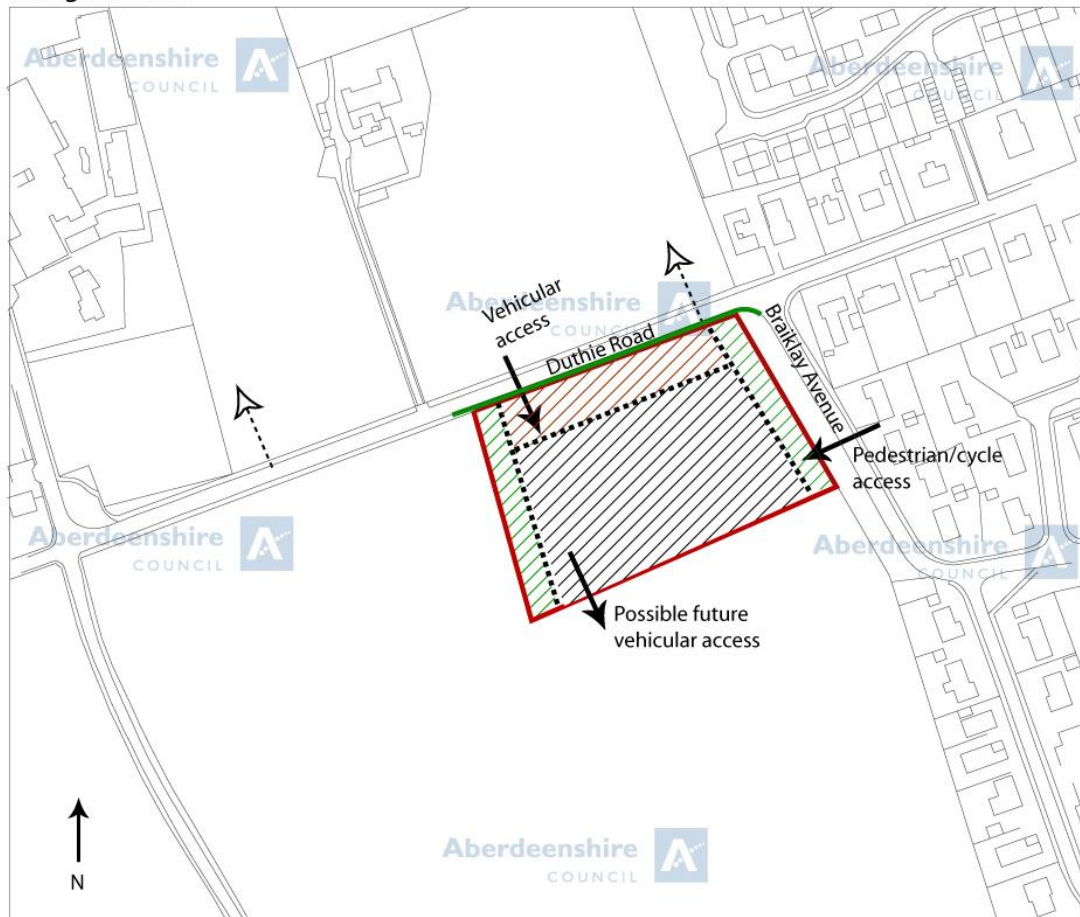 Aberdeenshire
COUNCIL
Aberdeenshire
COUNCIL
Aberdeenshire
COUNCIL
Vehicular
access
Duthie Road
Braiklay Avenue
Pedestrian/cycle
access
Aberdeenshire
COUNCIL
Aberdeenshire
COUNCIL
Possible future
vehicular access
N
Aberdeenshire
COUNCIL